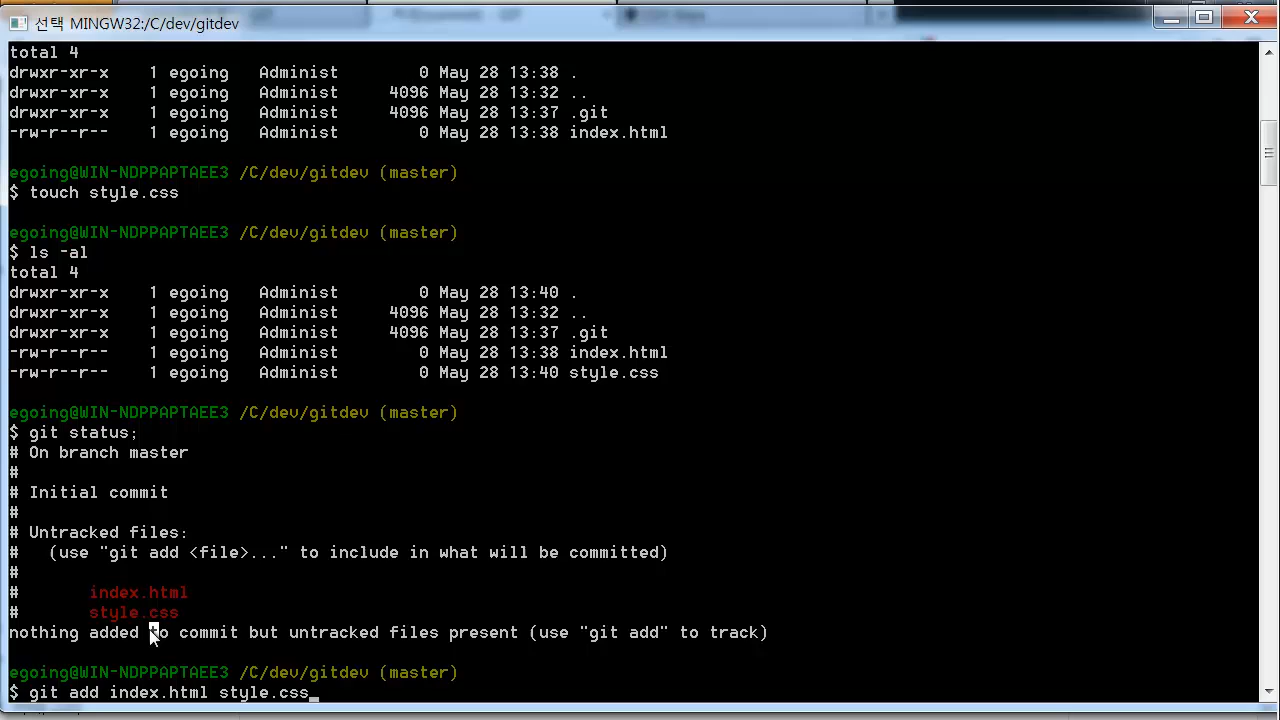 선택 MINGW32:/C/dev/gitdev
total 4
drwxr-xr-x    1 egoing   Administ        0 May 28 13:38 .
drwxr-xr-x    1 egoing   Administ     4096 May 28 13:32 ..
drwxr-xr-x    1 egoing   Administ     4096 May 28 13:37 .git
-rw-r--r--    1 egoing   Administ        0 May 28 13:38 index.html
egoing@WIN-NDPPAPTAEE3 /C/dev/gitdev (master)
$ touch style.css
egoing@WIN-NDPPAPTAEE3 /C/dev/gitdev (master)
$ ls -al
total 4
drwxr-xr-x    1 egoing   Administ        0 May 28 13:40 .
drwxr-xr-x    1 egoing   Administ     4096 May 28 13:32 ..
drwxr-xr-x    1 egoing   Administ     4096 May 28 13:37 .git
-rw-r--r--    1 egoing   Administ        0 May 28 13:38 index.html
-rw-r--r--    1 egoing   Administ        0 May 28 13:40 style.css
egoing@WIN-NDPPAPTAEE3 /C/dev/gitdev (master)
$ git status;
# On branch master
#
# Initial commit
#
# Untracked files:
#   (use "git add <file>..." to include in what will be committed)
#
#       index.html
#       style.css
nothing added to commit but untracked files present (use "git add" to track)
egoing@WIN-NDPPAPTAEE3 /C/dev/gitdev (master)
$ git add index.html style.css_